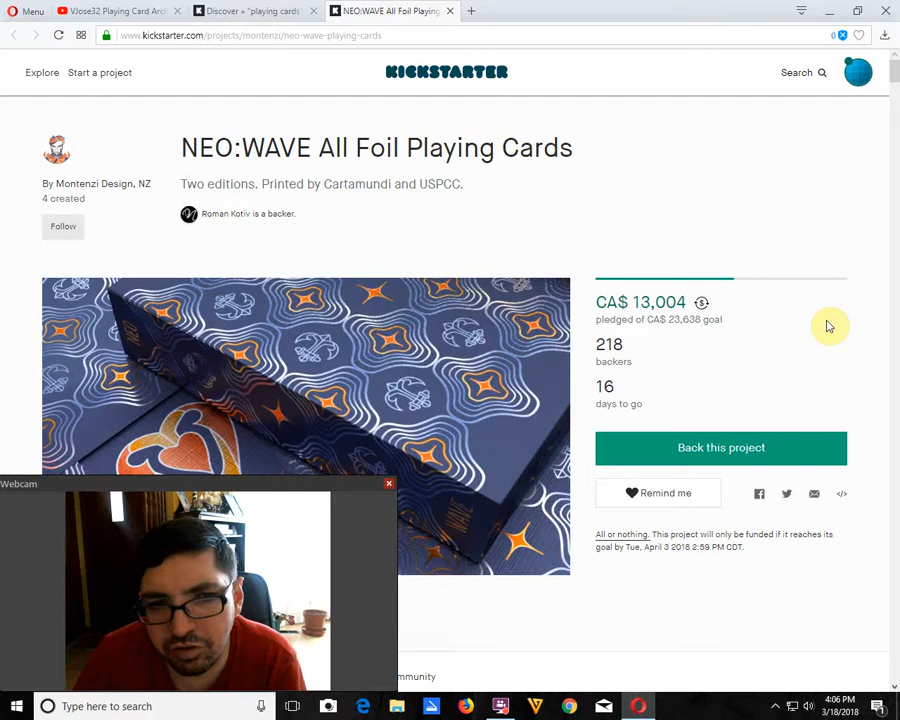 Menu
VJose32 Playing Card Arch
Discover » "playing cards"
NEO:WAVE All Foil Playing
www.kickstarter.com/projects/montenzi/neo-wave-playing-cards
0
Explore
Start a project
KICKSTARTER
Search
NEO:WAVE All Foil Playing Cards
Two editions. Printed by Cartamundi and USPCC.
By Montenzi Design, NZ
4 created
Follow
Roman Kotiv is a backer.
CA$ 13,004
pledged of CA$ 23,638 goal
218
backers
16
days to go
Back this project
Remind me
All or nothing. This project will only be funded if it reaches its
goal by Tue, April 3 2018 2:59 PM CDT.
NEO
WAVE
Webcam
mmunity
Type here to search
4:06 PM
3/18/2018
1